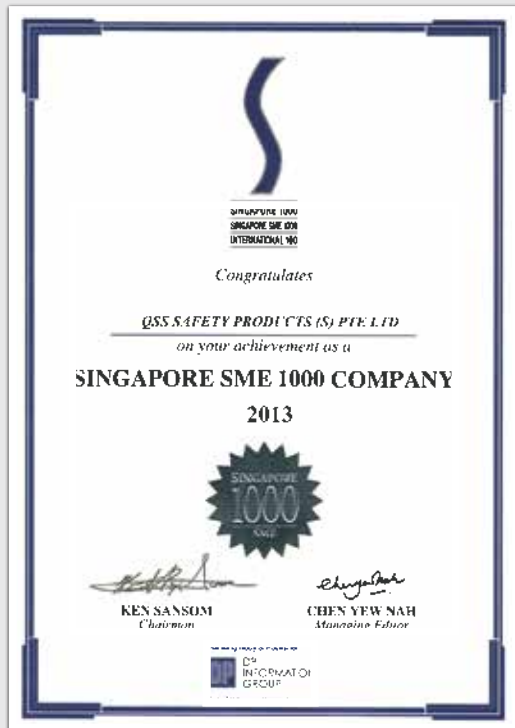 SINGAPORE 1000
SINGAPORE SME 1000
INTERNATIONAL 100
Congratulates
QSS SAFETY PRODUCTS (S) PTE LTD
on your achievement as a
SINGAPORE SME 1000 COMPANY
2013
SINGAPORE
1000
SME
KEN SANSOM
Chairman
CHEN YEW NAH
Managing Editor
DP
DP
INFORMATION
GROUP